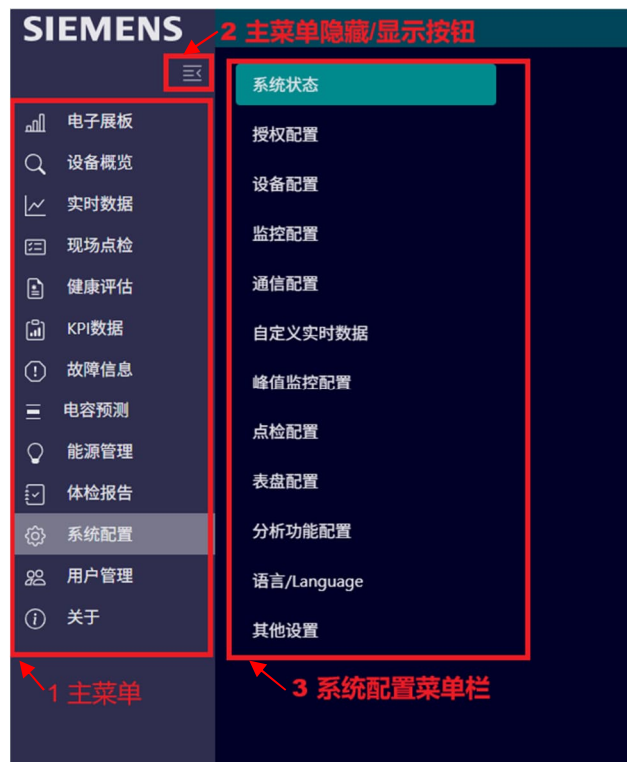 SIEMENS
2 主菜单隐藏/显示按钮
电子展板
设备概览
实时数据
现场点检
健康评估
KPI数据
故障信息
电容预测
能源管理
体检报告
系统配置
用户管理
关于
1 主菜单
系统状态
授权配置
设备配置
监控配置
通信配置
自定义实时数据
峰值监控配置
点检配置
表盘配置
分析功能配置
语言/Language
其他设置
3 系统配置菜单栏